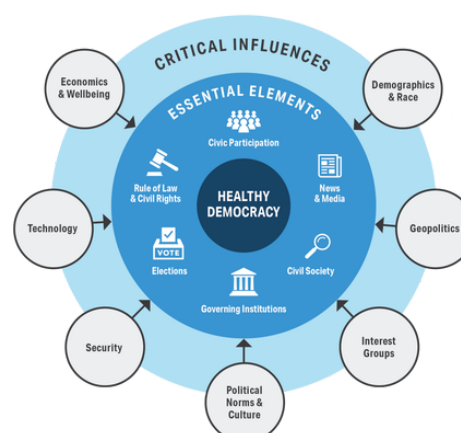 CRITICAL INFLUENCES
ESSENTIAL ELEMENTS
Economics
& Wellbeing
Demographics
& Race
Civic Participation
Rule of Law
& Civil Rights
News
& Media
HEALTHY
DEMOCRACY
Technology
Geopolitics
VOTE
Elections
Civil Society
Governing Institutions
Security
Interest
Groups
Political
Norms &
Culture